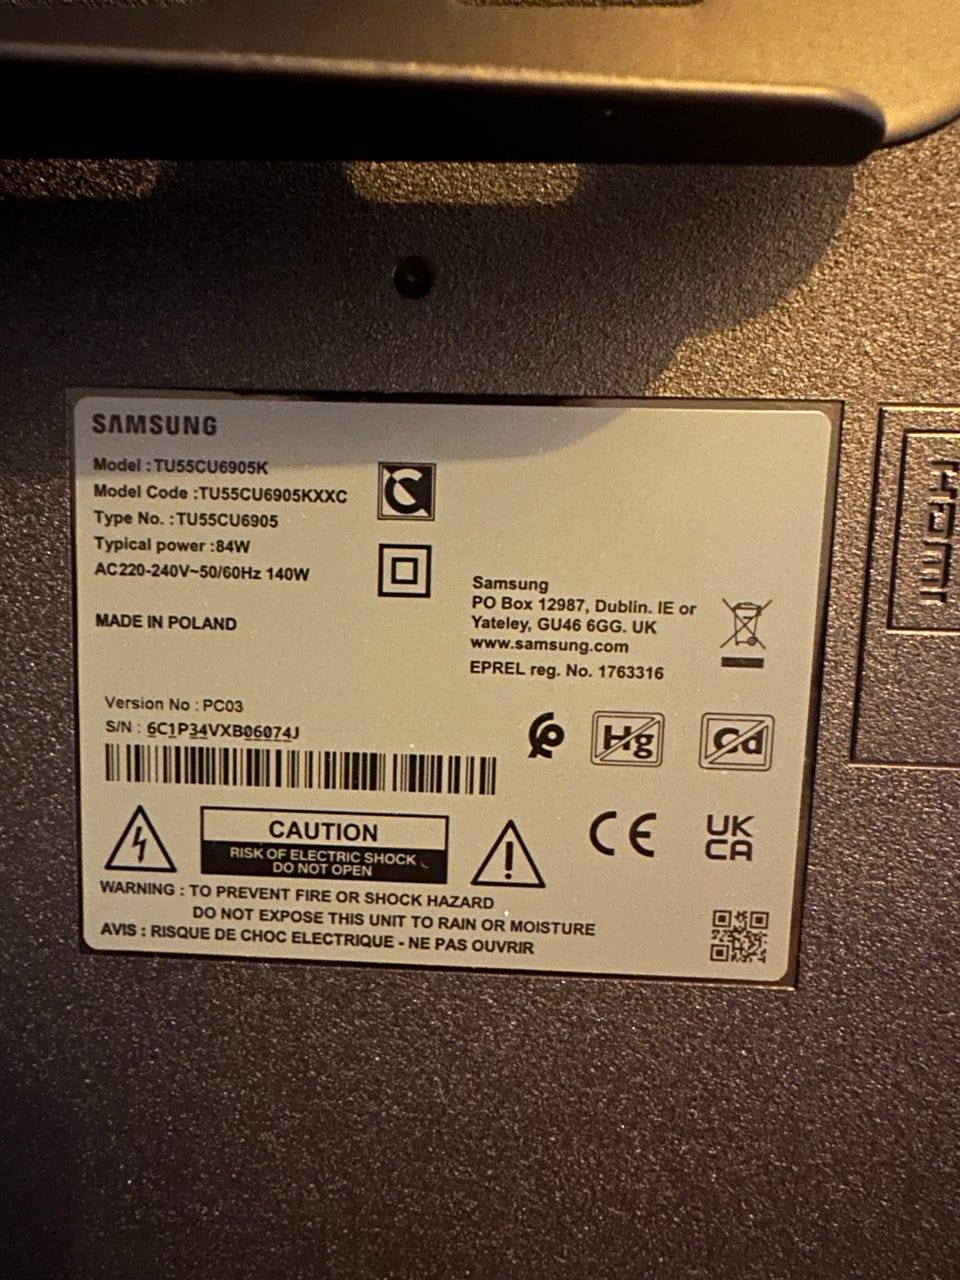 SAMSUNG
Model : TU55CU6905K
Model Code :TU55CU6905KXXC
Type No. : TU55CU6905
Typical power :84W
AC220-240V~50/60Hz 140W
MADE IN POLAND
Samsung
PO Box 12987, Dublin. IE or
Yateley, GU46 6GG. UK
www.samsung.com
EPREL reg. No. 1763316
Version No : PC03
S/N : 6C1P34VXB06074J
Hg
Cd
CAUTION
RISK OF ELECTRIC SHOCK
DO NOT OPEN
CE
UK
CA
WARNING : TO PREVENT FIRE OR SHOCK HAZARD
DO NOT EXPOSE THIS UNIT TO RAIN OR MOISTURE
AVIS : RISQUE DE CHOC ELECTRIQUE - NE PAS OUVRIR
HDMI